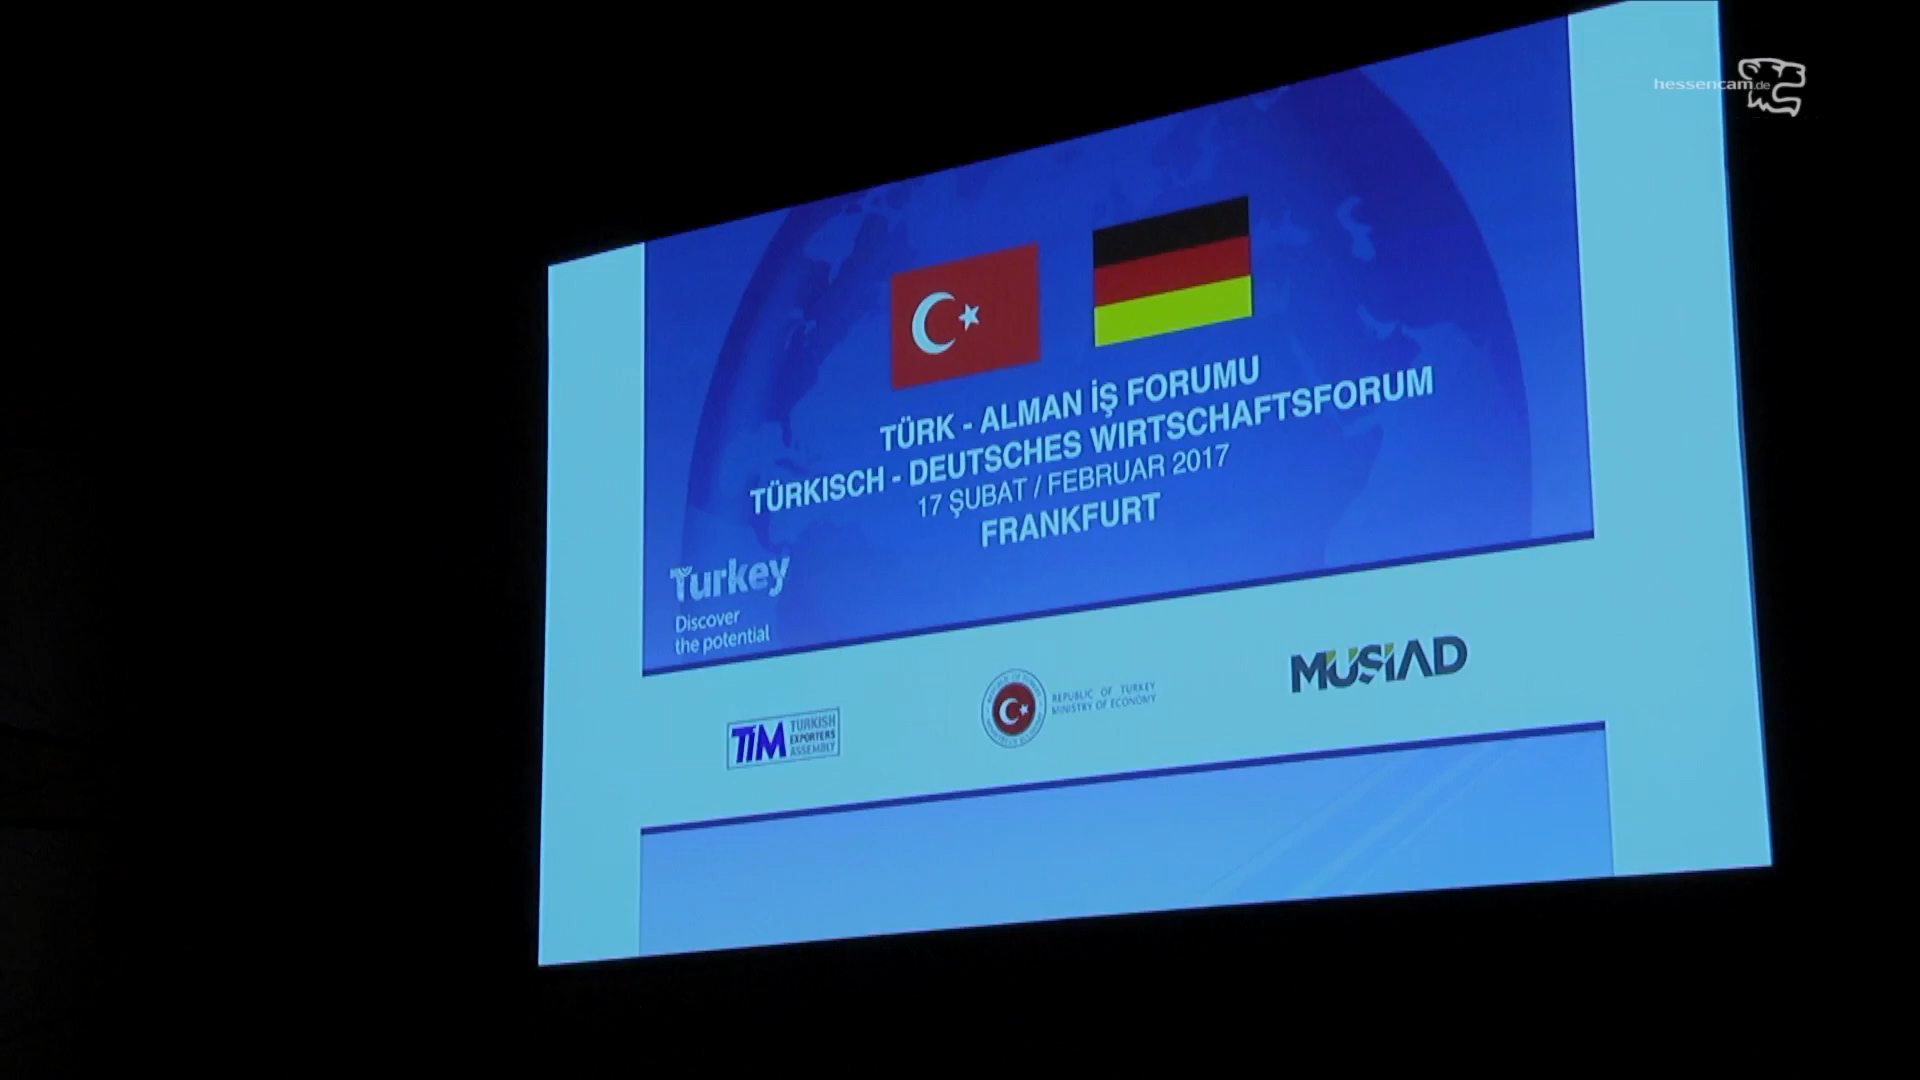 hessencam.de
TÜRK - ALMAN İŞ FORUMU
TÜRKISCH - DEUTSCHES WIRTSCHAFTSFORUM
17 ŞUBAT / FEBRUAR 2017
FRANKFURT
Turkey
Discover
the potential
TİM TURKISH
EXPORTERS
ASSEMBLY
REPUBLIC OF TURKEY
MINISTRY OF ECONOMY
MÜSİAD